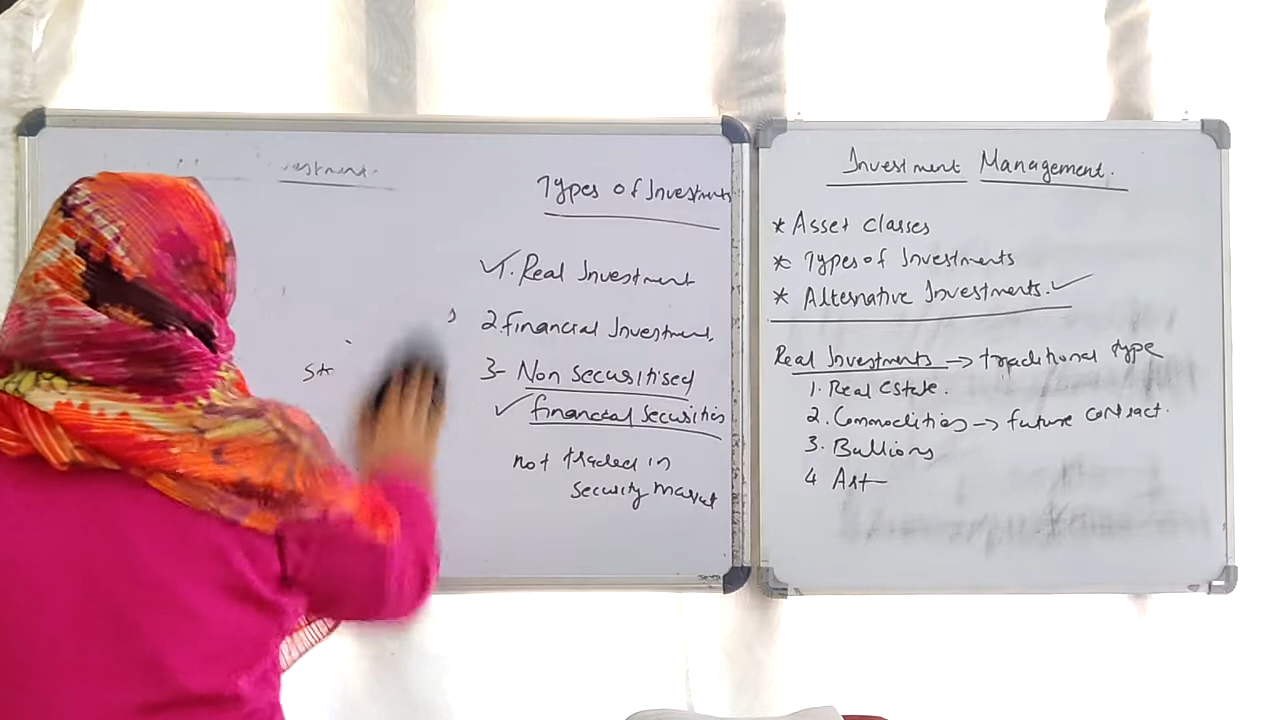 Types of Investments
1. Real Investment
2. Financial Investment,
3- Non Securitised
financial securities
not traded in
security market
Investment Management.
* Asset Classes
* Types of Investments
* Alternative Investments.
Real Investments → traditional type
1. Real Estate.
2. Commodities → future contract.
3. Bullions
4 Art